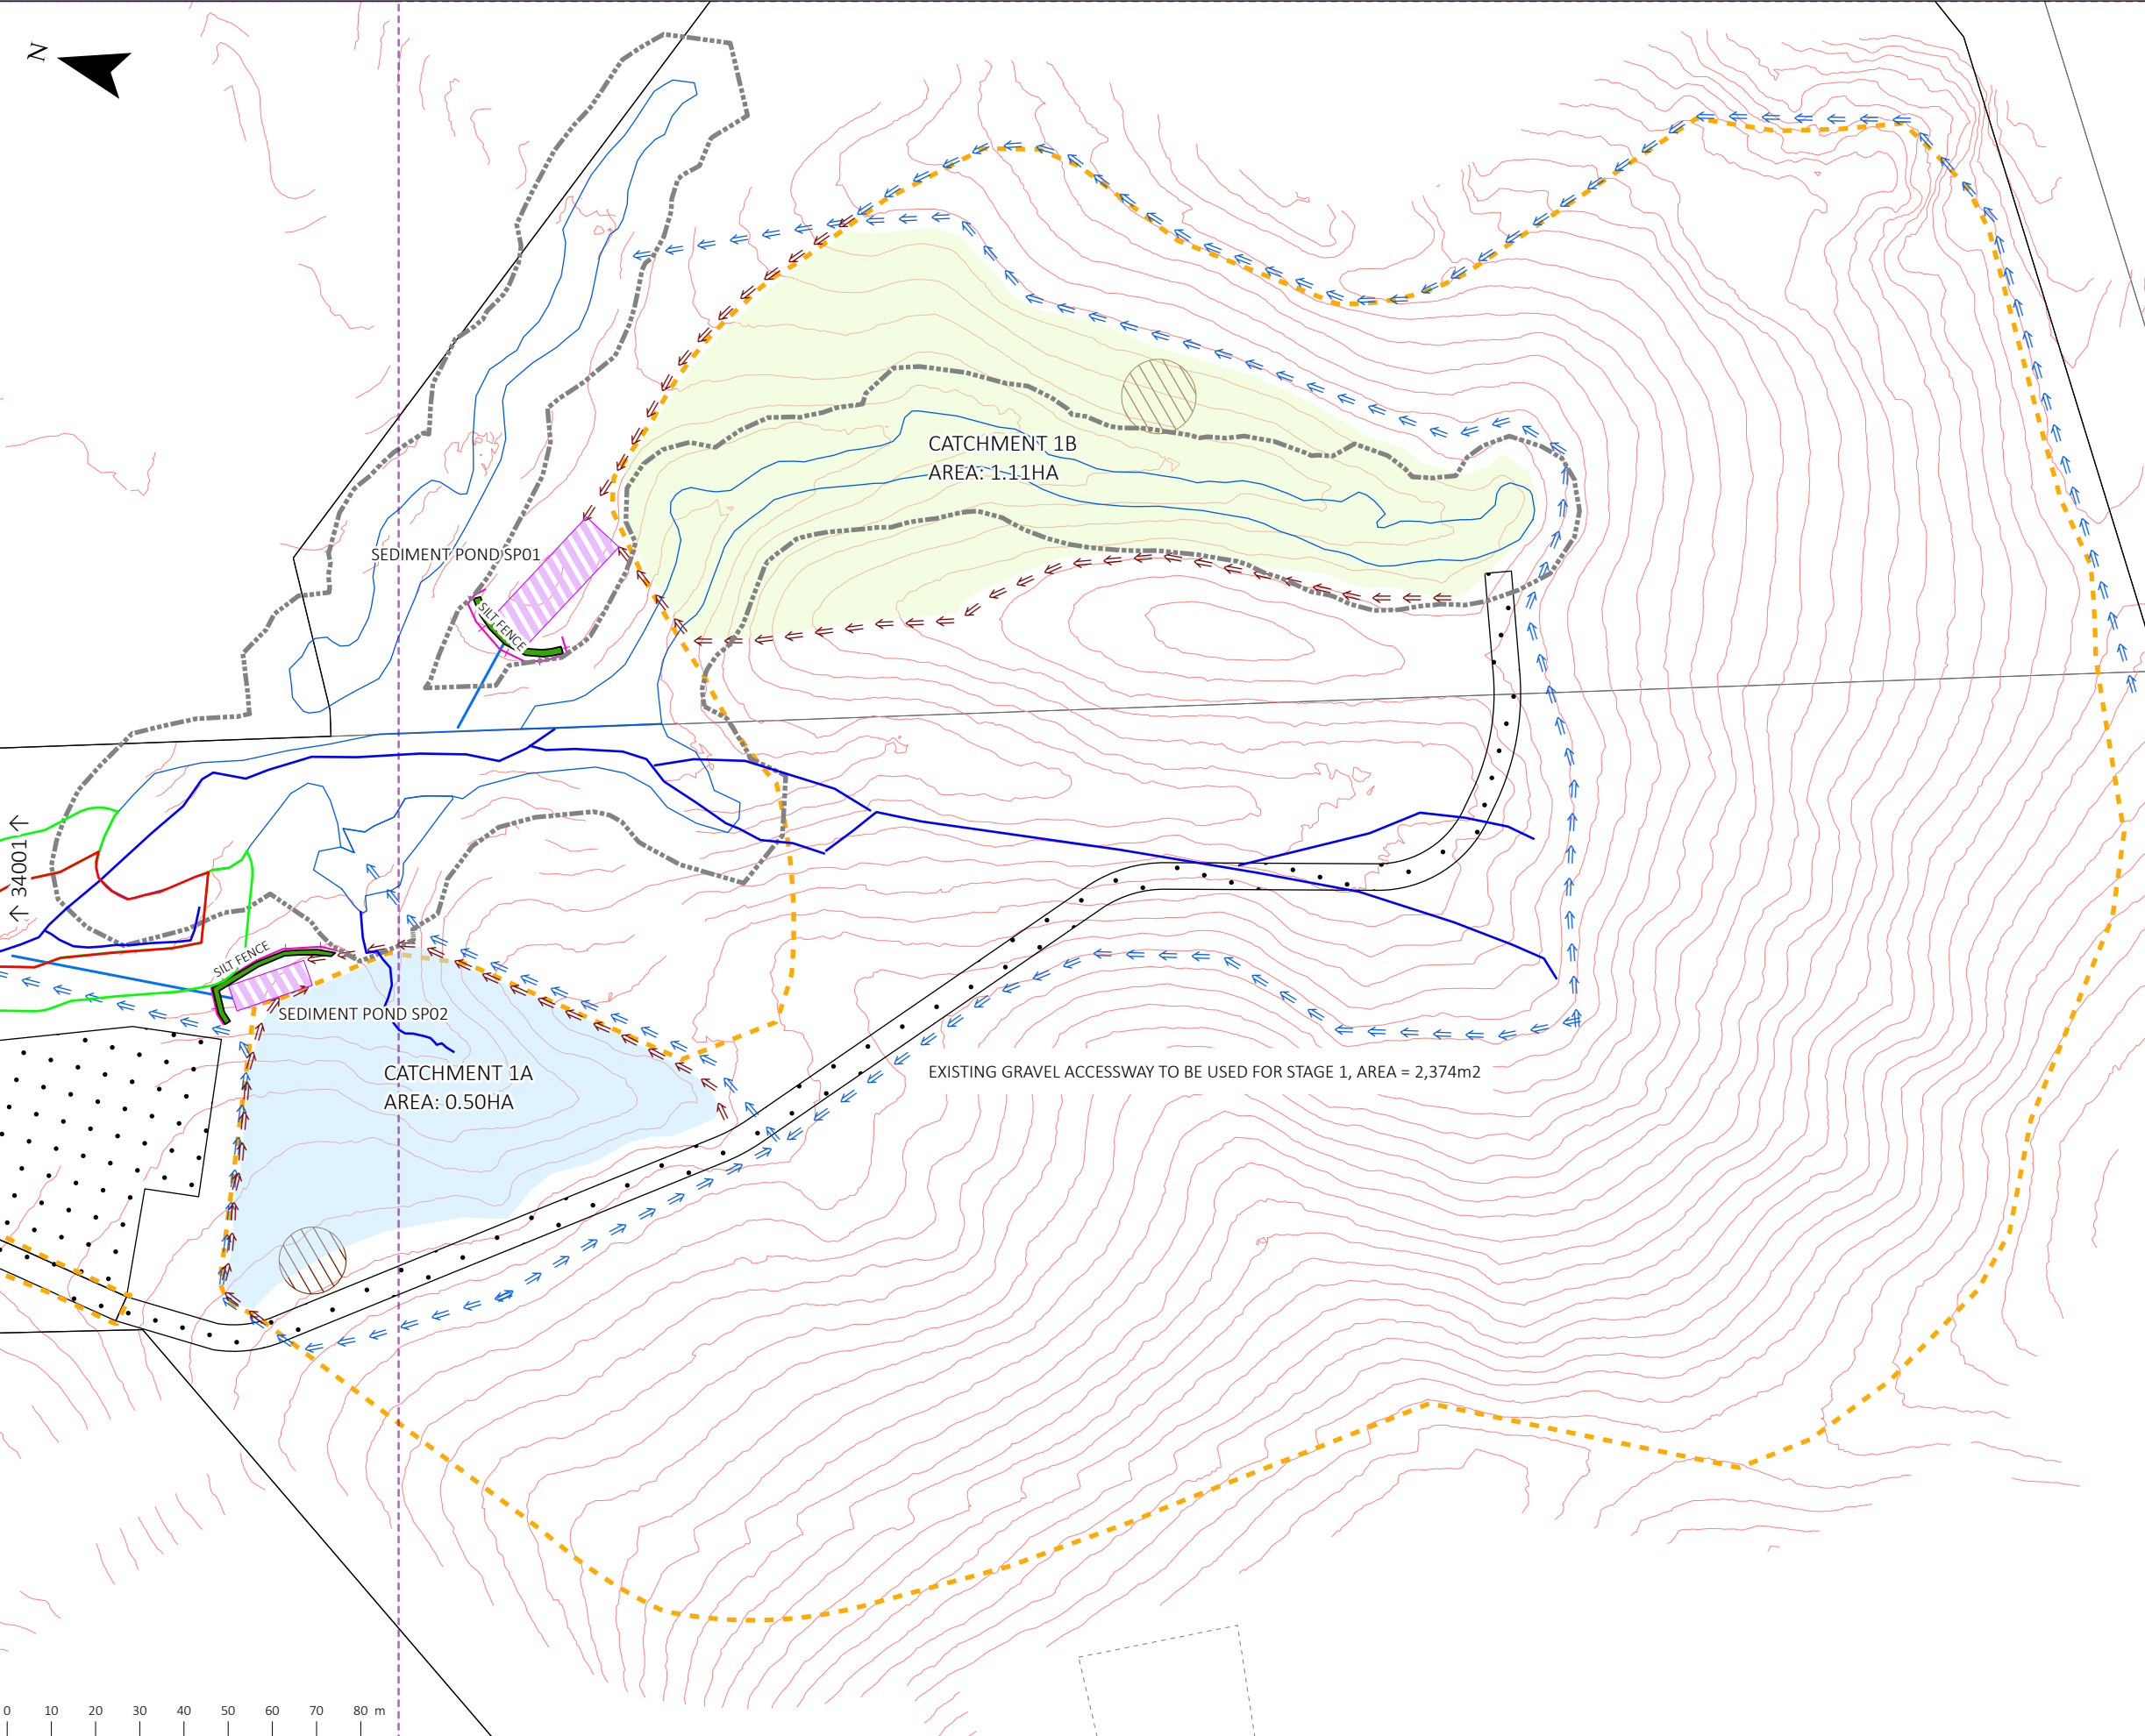 N
CATCHMENT 1B
AREA: 1.11HA
SEDIMENT POND SP01
SILT FENCE
← 34001 →
SILT FENCE
SEDIMENT POND SP02
CATCHMENT 1A
AREA: 0.50HA
EXISTING GRAVEL ACCESSWAY TO BE USED FOR STAGE 1, AREA = 2,374m2
0 10 20 30 40 50 60 70 80 m